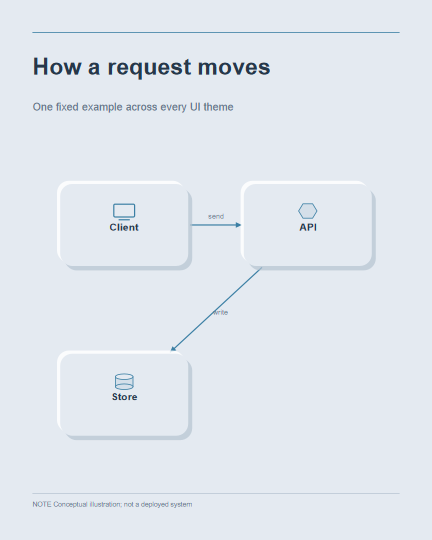 How a request moves
One fixed example across every UI theme
send
Client
API
write
Store
NOTE Conceptual illustration; not a deployed system